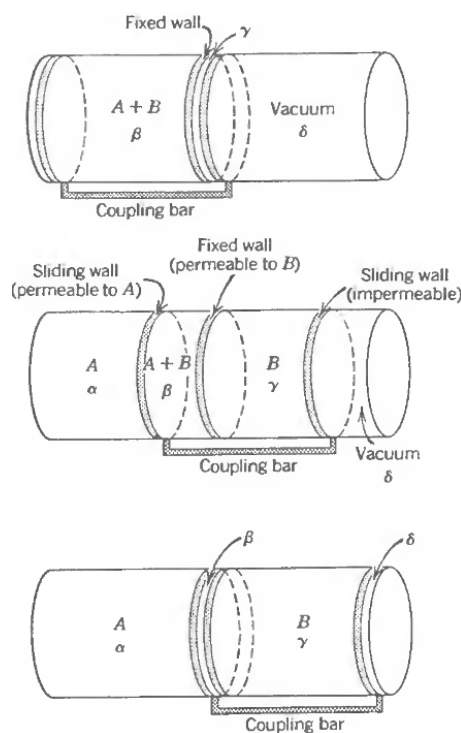 Fixed wall
γ
A + B
β
Vacuum
δ
Coupling bar
Sliding wall
(permeable to A)
Fixed wall
(permeable to B)
Sliding wall
(impermeable)
A
α
A + B
β
B
γ
Vacuum
δ
Coupling bar
β
δ
A
α
B
γ
Coupling bar